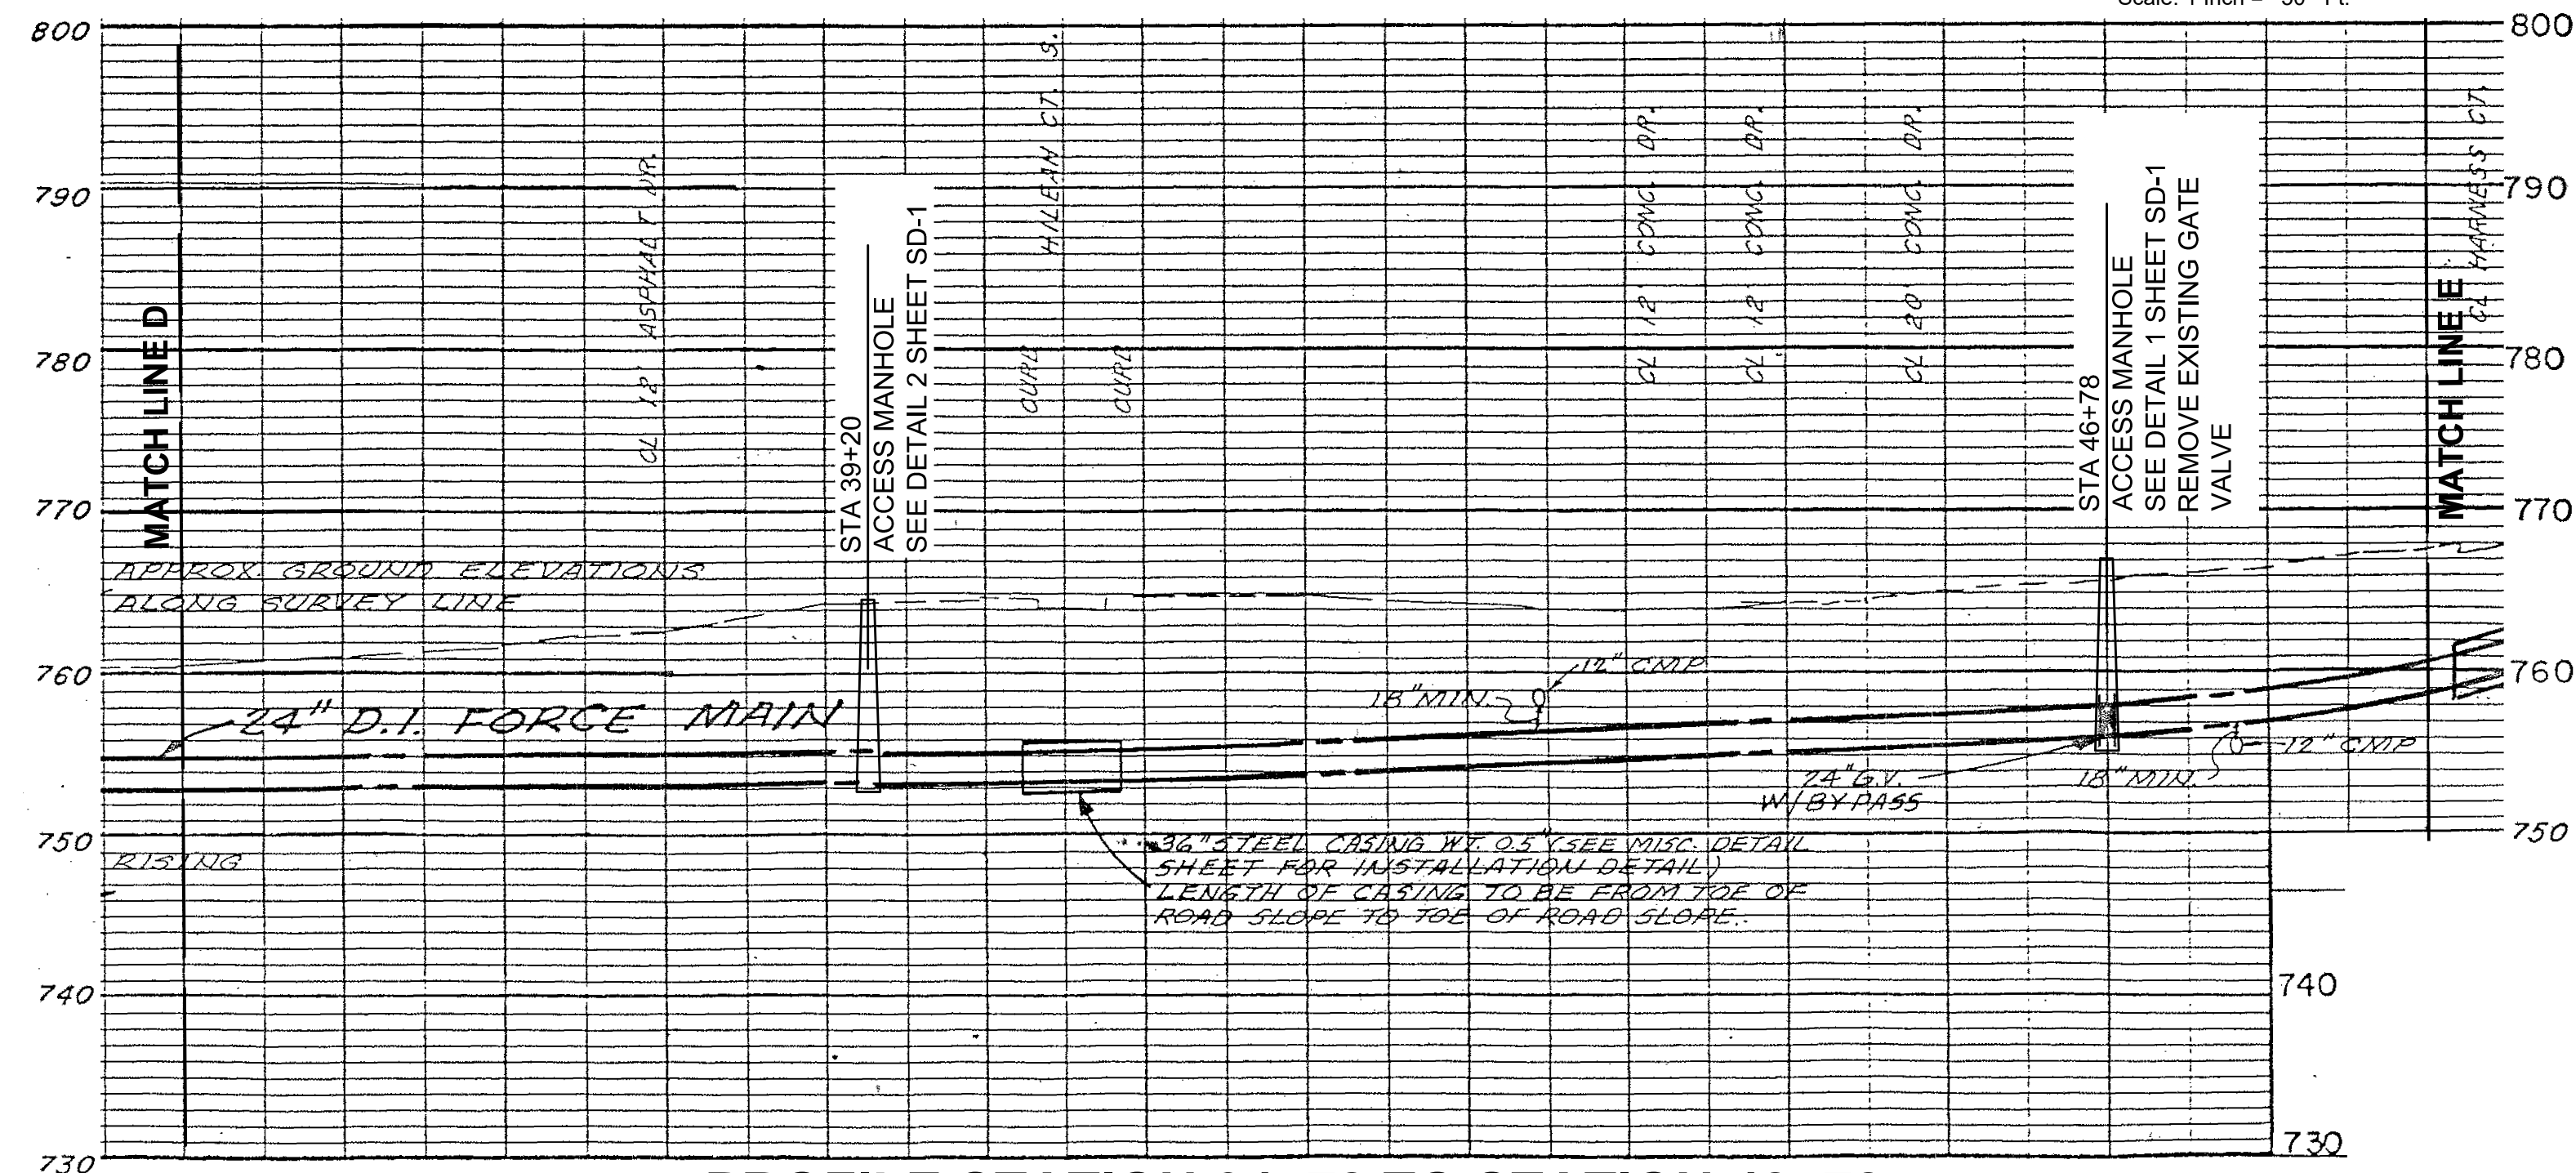 800
800
790
790
780
780
770
770
760
760
750
750
740
740
730
730
MATCH LINE D
CL 12' ASPHALT DR.
STA 39+20
ACCESS MANHOLE
SEE DETAIL 2 SHEET SD-1
CURB
HILEAH CT. S.
CURB
CL 12' CONC. DR.
CL 12' CONC. DR.
CL 20' CONC. DR.
STA 46+78
ACCESS MANHOLE
SEE DETAIL 1 SHEET SD-1
REMOVE EXISTING GATE
VALVE
MATCH LINE E
CL HARNESS CT.
APPROX. GROUND ELEVATIONS
ALONG SURVEY LINE
24" D.I. FORCE MAIN
18" MIN.
12" CMP
24" G.V.
W/ BYPASS
18" MIN.
12" CMP
RISING
36" STEEL CASING WT. 0.5" (SEE MISC. DETAIL
SHEET FOR INSTALLATION DETAIL)
LENGTH OF CASING TO BE FROM TOE OF
ROAD SLOPE TO TOE OF ROAD SLOPE.